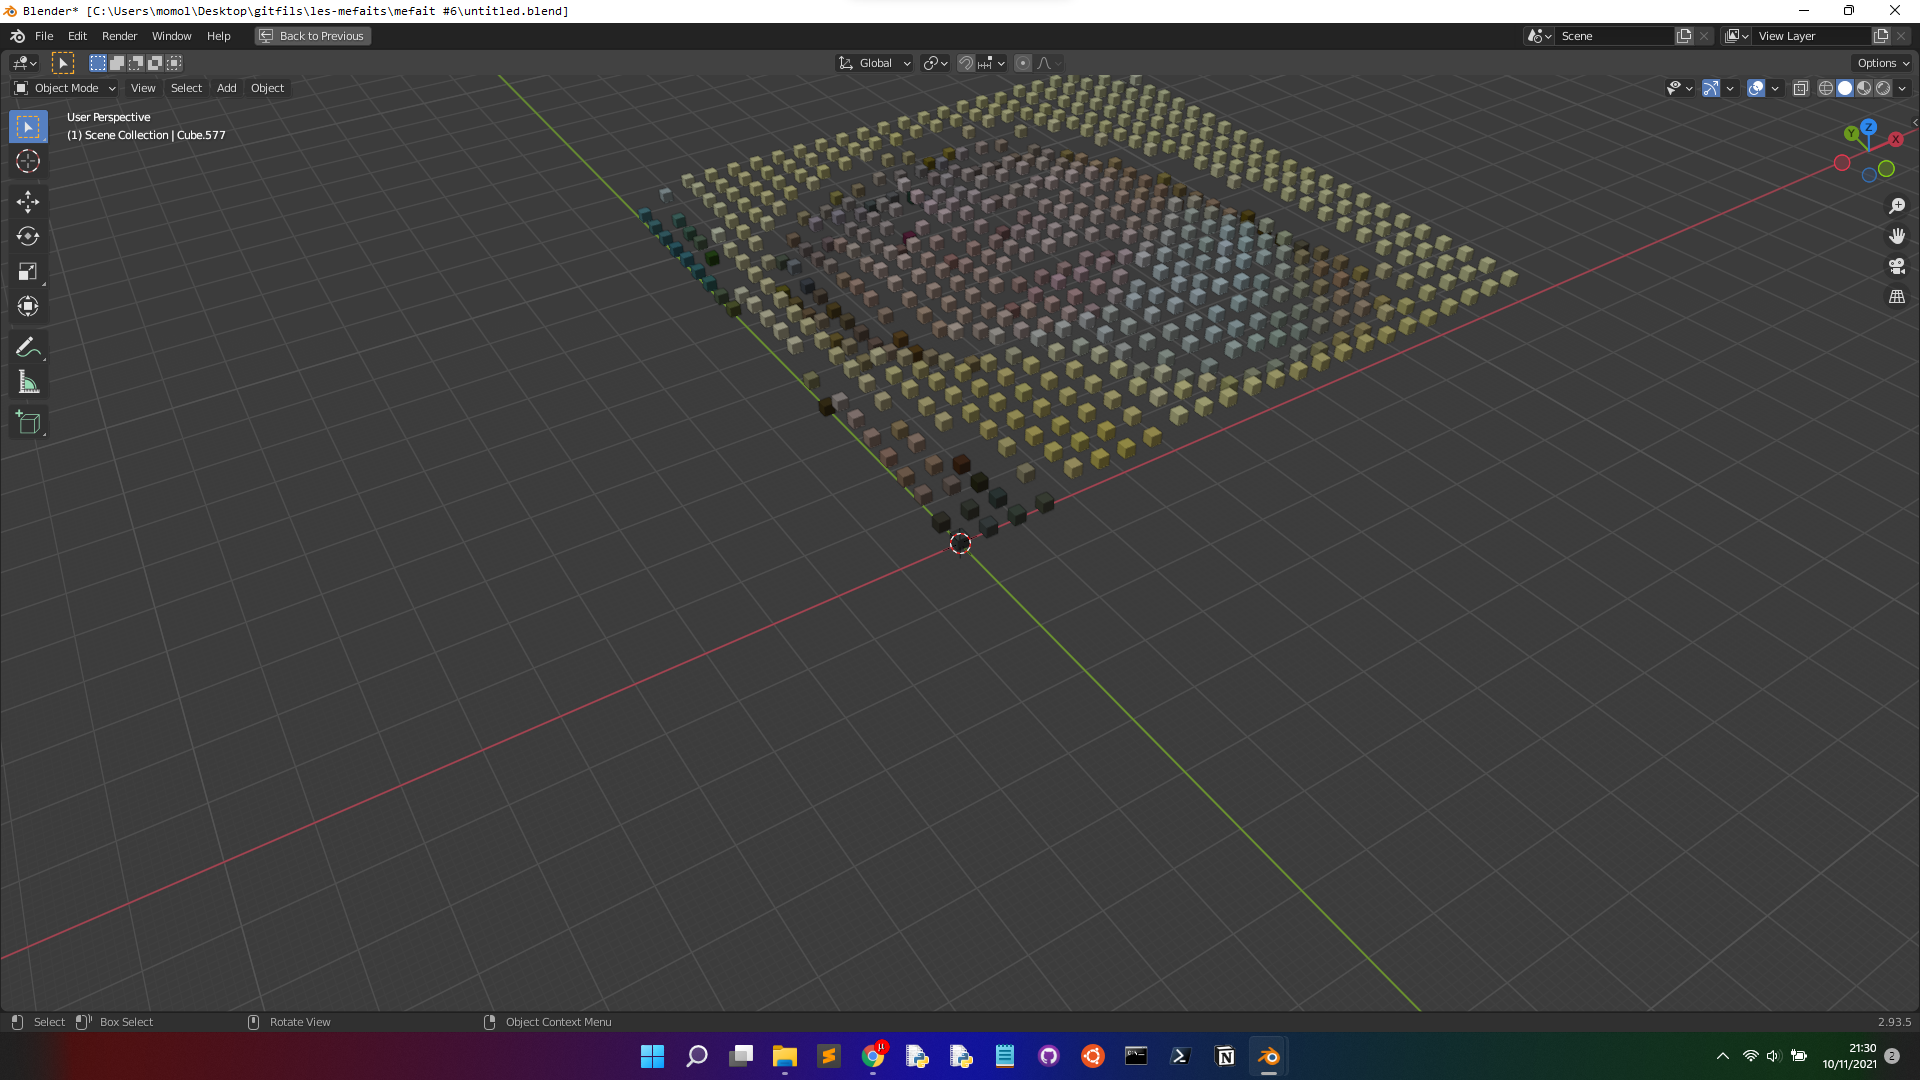 Blender* [C:\Users\momol\Desktop\gitfils\les-mefaits\mefait #6\untitled.blend]
File Edit Render Window Help Back to Previous
Scene View Layer
Global Options
Object Mode View Select Add Object
User Perspective
(1) Scene Collection | Cube.577
Z
Y X
Select Box Select Rotate View Object Context Menu 2.93.5
21:30
10/11/2021 2